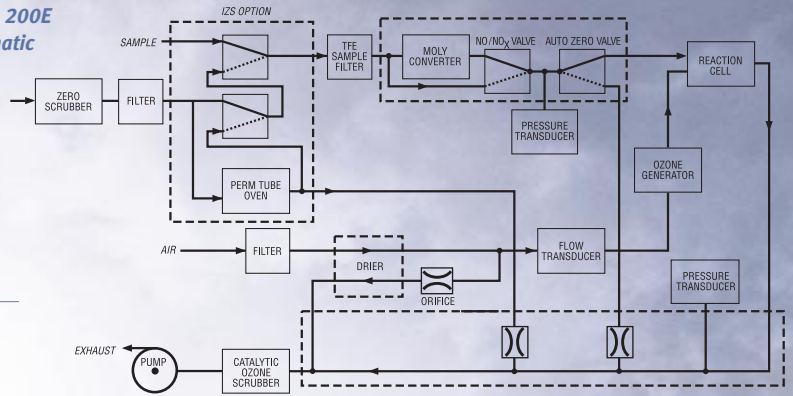 200E
IZS OPTION
SAMPLE
TFE
SAMPLE
FILTER
MOLY
CONVERTER
NO/NOX VALVE
AUTO ZERO VALVE
REACTION
CELL
ZERO
SCRUBBER
FILTER
PRESSURE
TRANSDUCER
OZONE
GENERATOR
PERM TUBE
OVEN
AIR
FILTER
DRIER
ORIFICE
FLOW
TRANSDUCER
PRESSURE
TRANSDUCER
EXHAUST
PUMP
CATALYTIC
OZONE
SCRUBBER